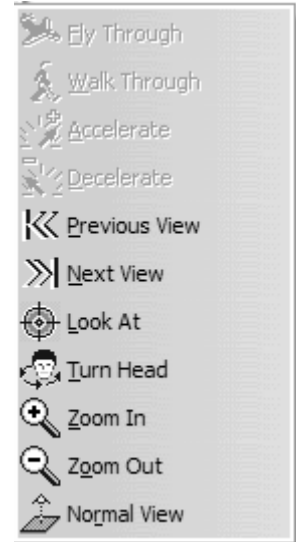 Fly Through
Walk Through
Accelerate
Decelerate
Previous View
Next View
Look At
Turn Head
Zoom In
Zoom Out
Normal View